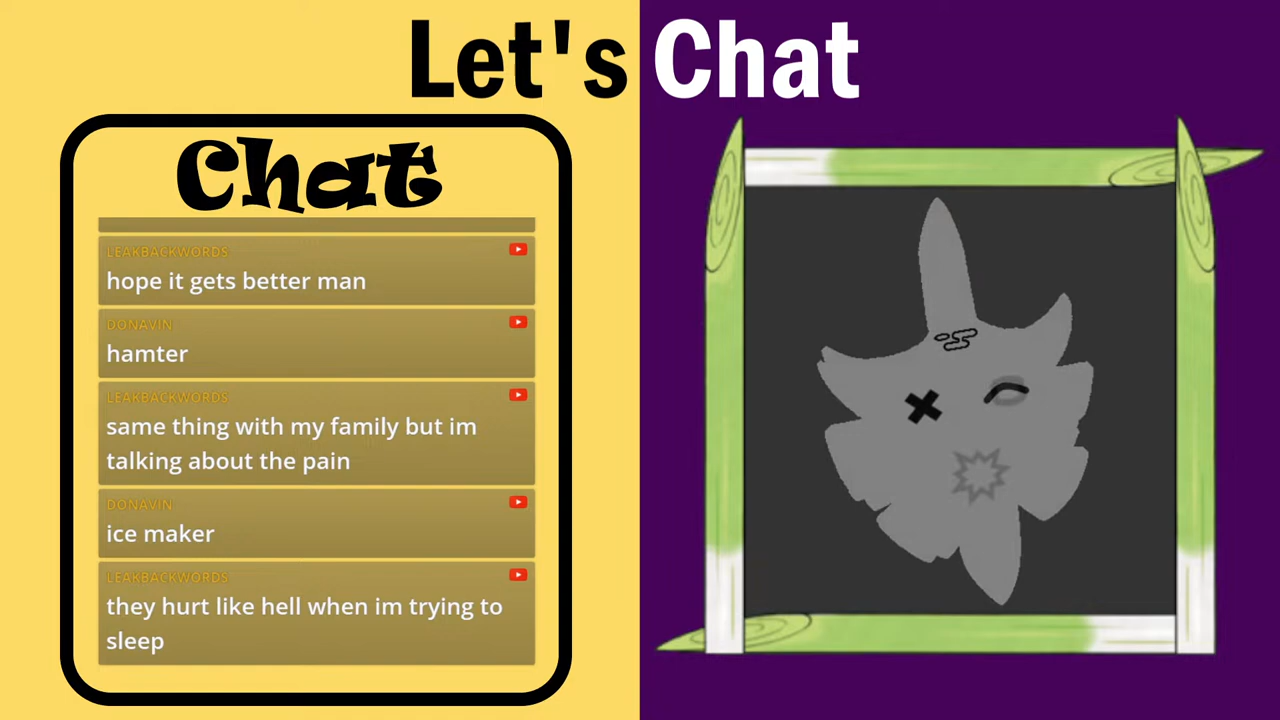 Let's Chat
Chat
LEAKBACKWORDS
hope it gets better man
DONAVIN
hamter
LEAKBACKWORDS
same thing with my family but im
talking about the pain
DONAVIN
ice maker
LEAKBACKWORDS
they hurt like hell when im trying to
sleep